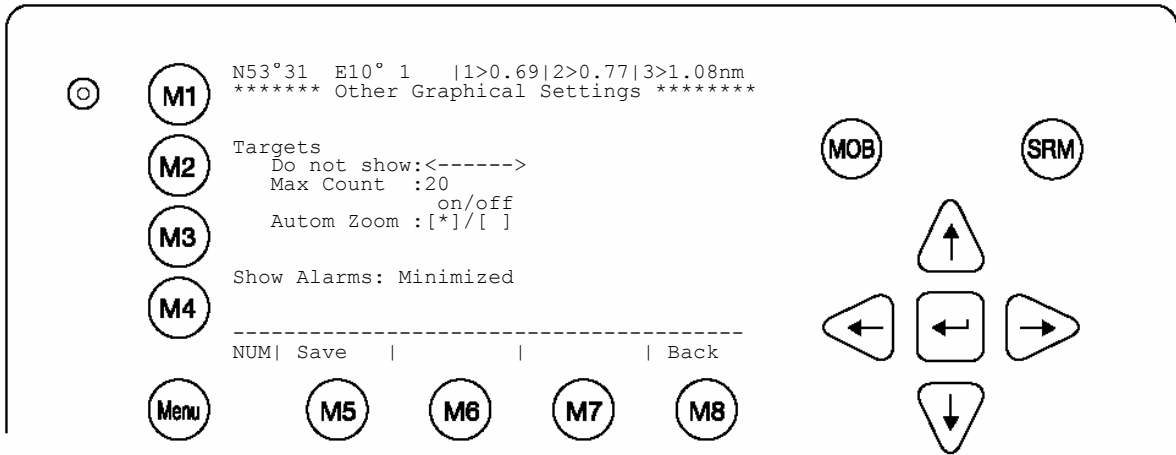 N53°31  E10° 1   |1>0.69|2>0.77|3>1.08nm
******* Other Graphical Settings ********
Targets
Do not show:<------>
Max Count  :20
on/off
Autom Zoom :[*]/[ ]
Show Alarms: Minimized
----------------------------------------
NUM| Save   |         |         | Back
M1
M2
M3
M4
Menu
M5
M6
M7
M8
MOB
SRM